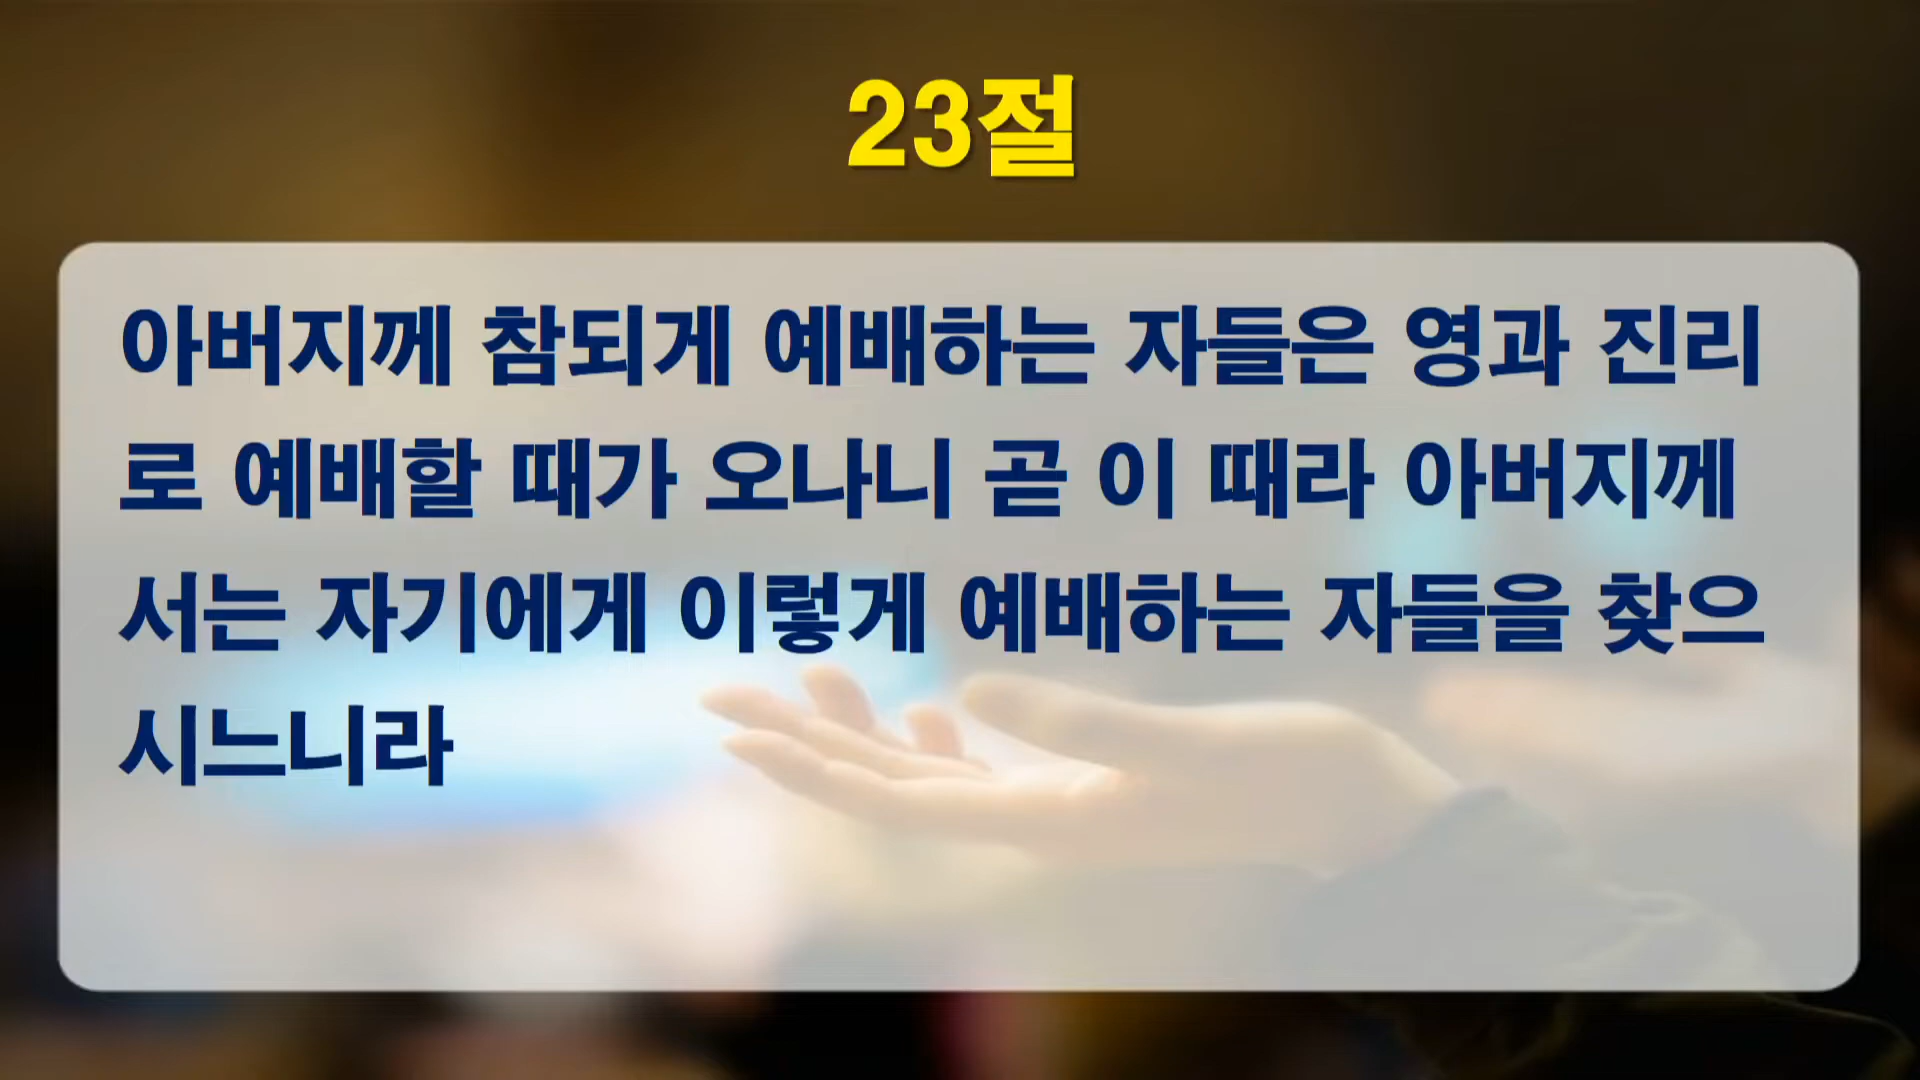 23절
아버지께 참되게 예배하는 자들은 영과 진리
로 예배할 때가 오나니 곧 이 때라 아버지께
서는 자기에게 이렇게 예배하는 자들을 찾으
시느니라